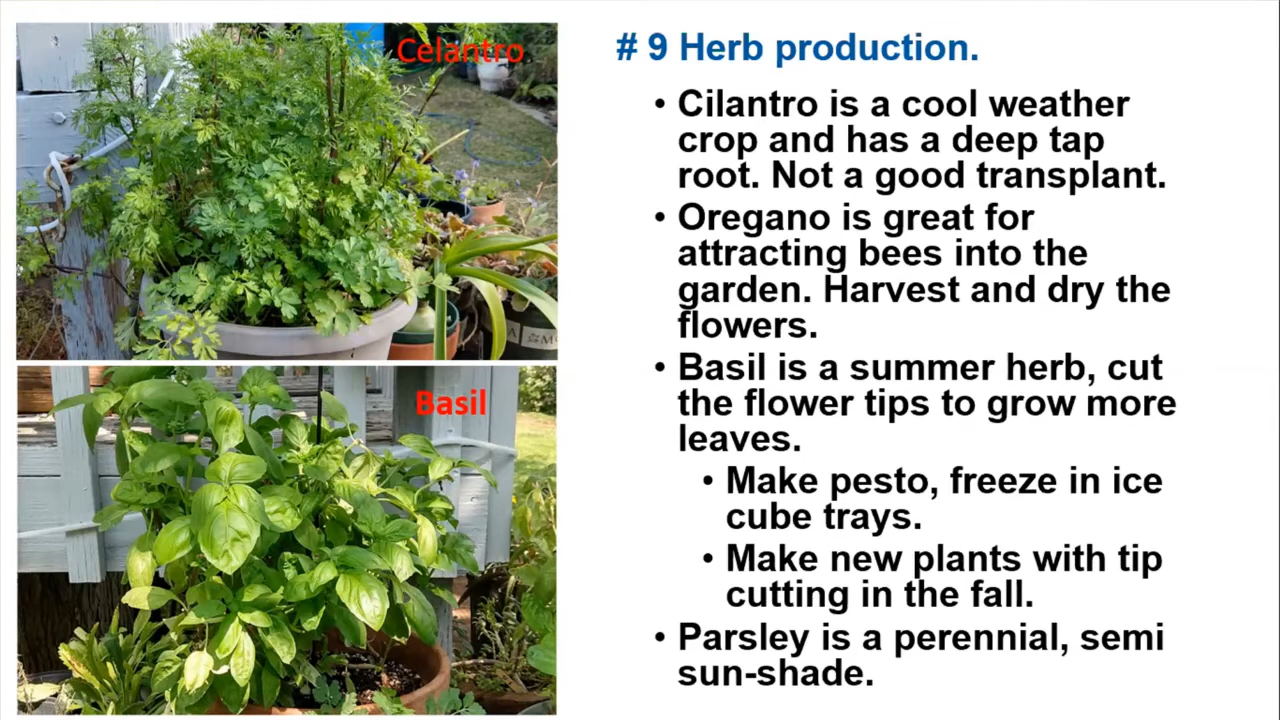 Celantro
Basil
# 9 Herb production.
• Cilantro is a cool weather
crop and has a deep tap
root. Not a good transplant.
• Oregano is great for
attracting bees into the
garden. Harvest and dry the
flowers.
• Basil is a summer herb, cut
the flower tips to grow more
leaves.
• Make pesto, freeze in ice
cube trays.
• Make new plants with tip
cutting in the fall.
• Parsley is a perennial, semi
sun-shade.